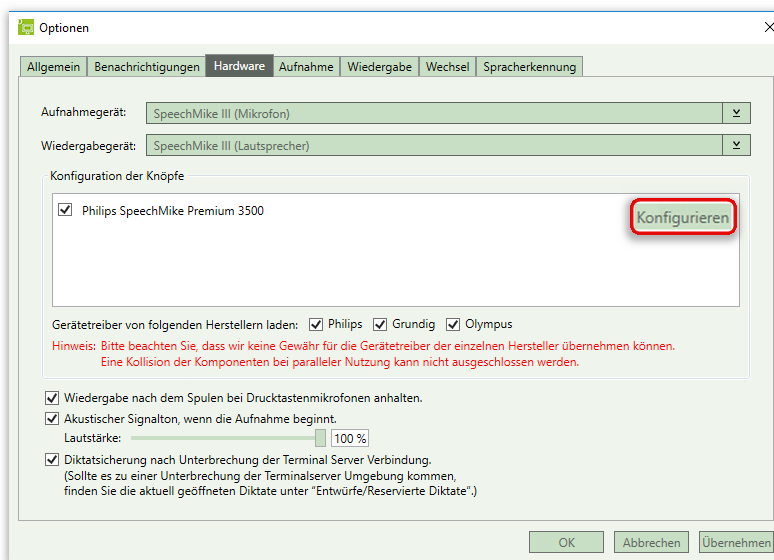 Optionen
Allgemein Benachrichtigungen Hardware Aufnahme Wiedergabe Wechsel Spracherkennung
Aufnahmegerät: SpeechMike III (Mikrofon)
Wiedergabegerät: SpeechMike III (Lautsprecher)
Konfiguration der Knöpfe
Philips SpeechMike Premium 3500 Konfigurieren
Gerätetreiber von folgenden Herstellern laden: Philips Grundig Olympus
Hinweis: Bitte beachten Sie, dass wir keine Gewähr für die Gerätetreiber der einzelnen Hersteller übernehmen können.
Eine Kollision der Komponenten bei paralleler Nutzung kann nicht ausgeschlossen werden.
Wiedergabe nach dem Spulen bei Drucktastenmikrofonen anhalten.
Akustischer Signalton, wenn die Aufnahme beginnt.
Lautstärke: 100 %
Diktatsicherung nach Unterbrechung der Terminal Server Verbindung.
(Sollte es zu einer Unterbrechung der Terminalserver Umgebung kommen,
finden Sie die aktuell geöffneten Diktate unter "Entwürfe/Reservierte Diktate".)
OK Abbrechen Übernehmen